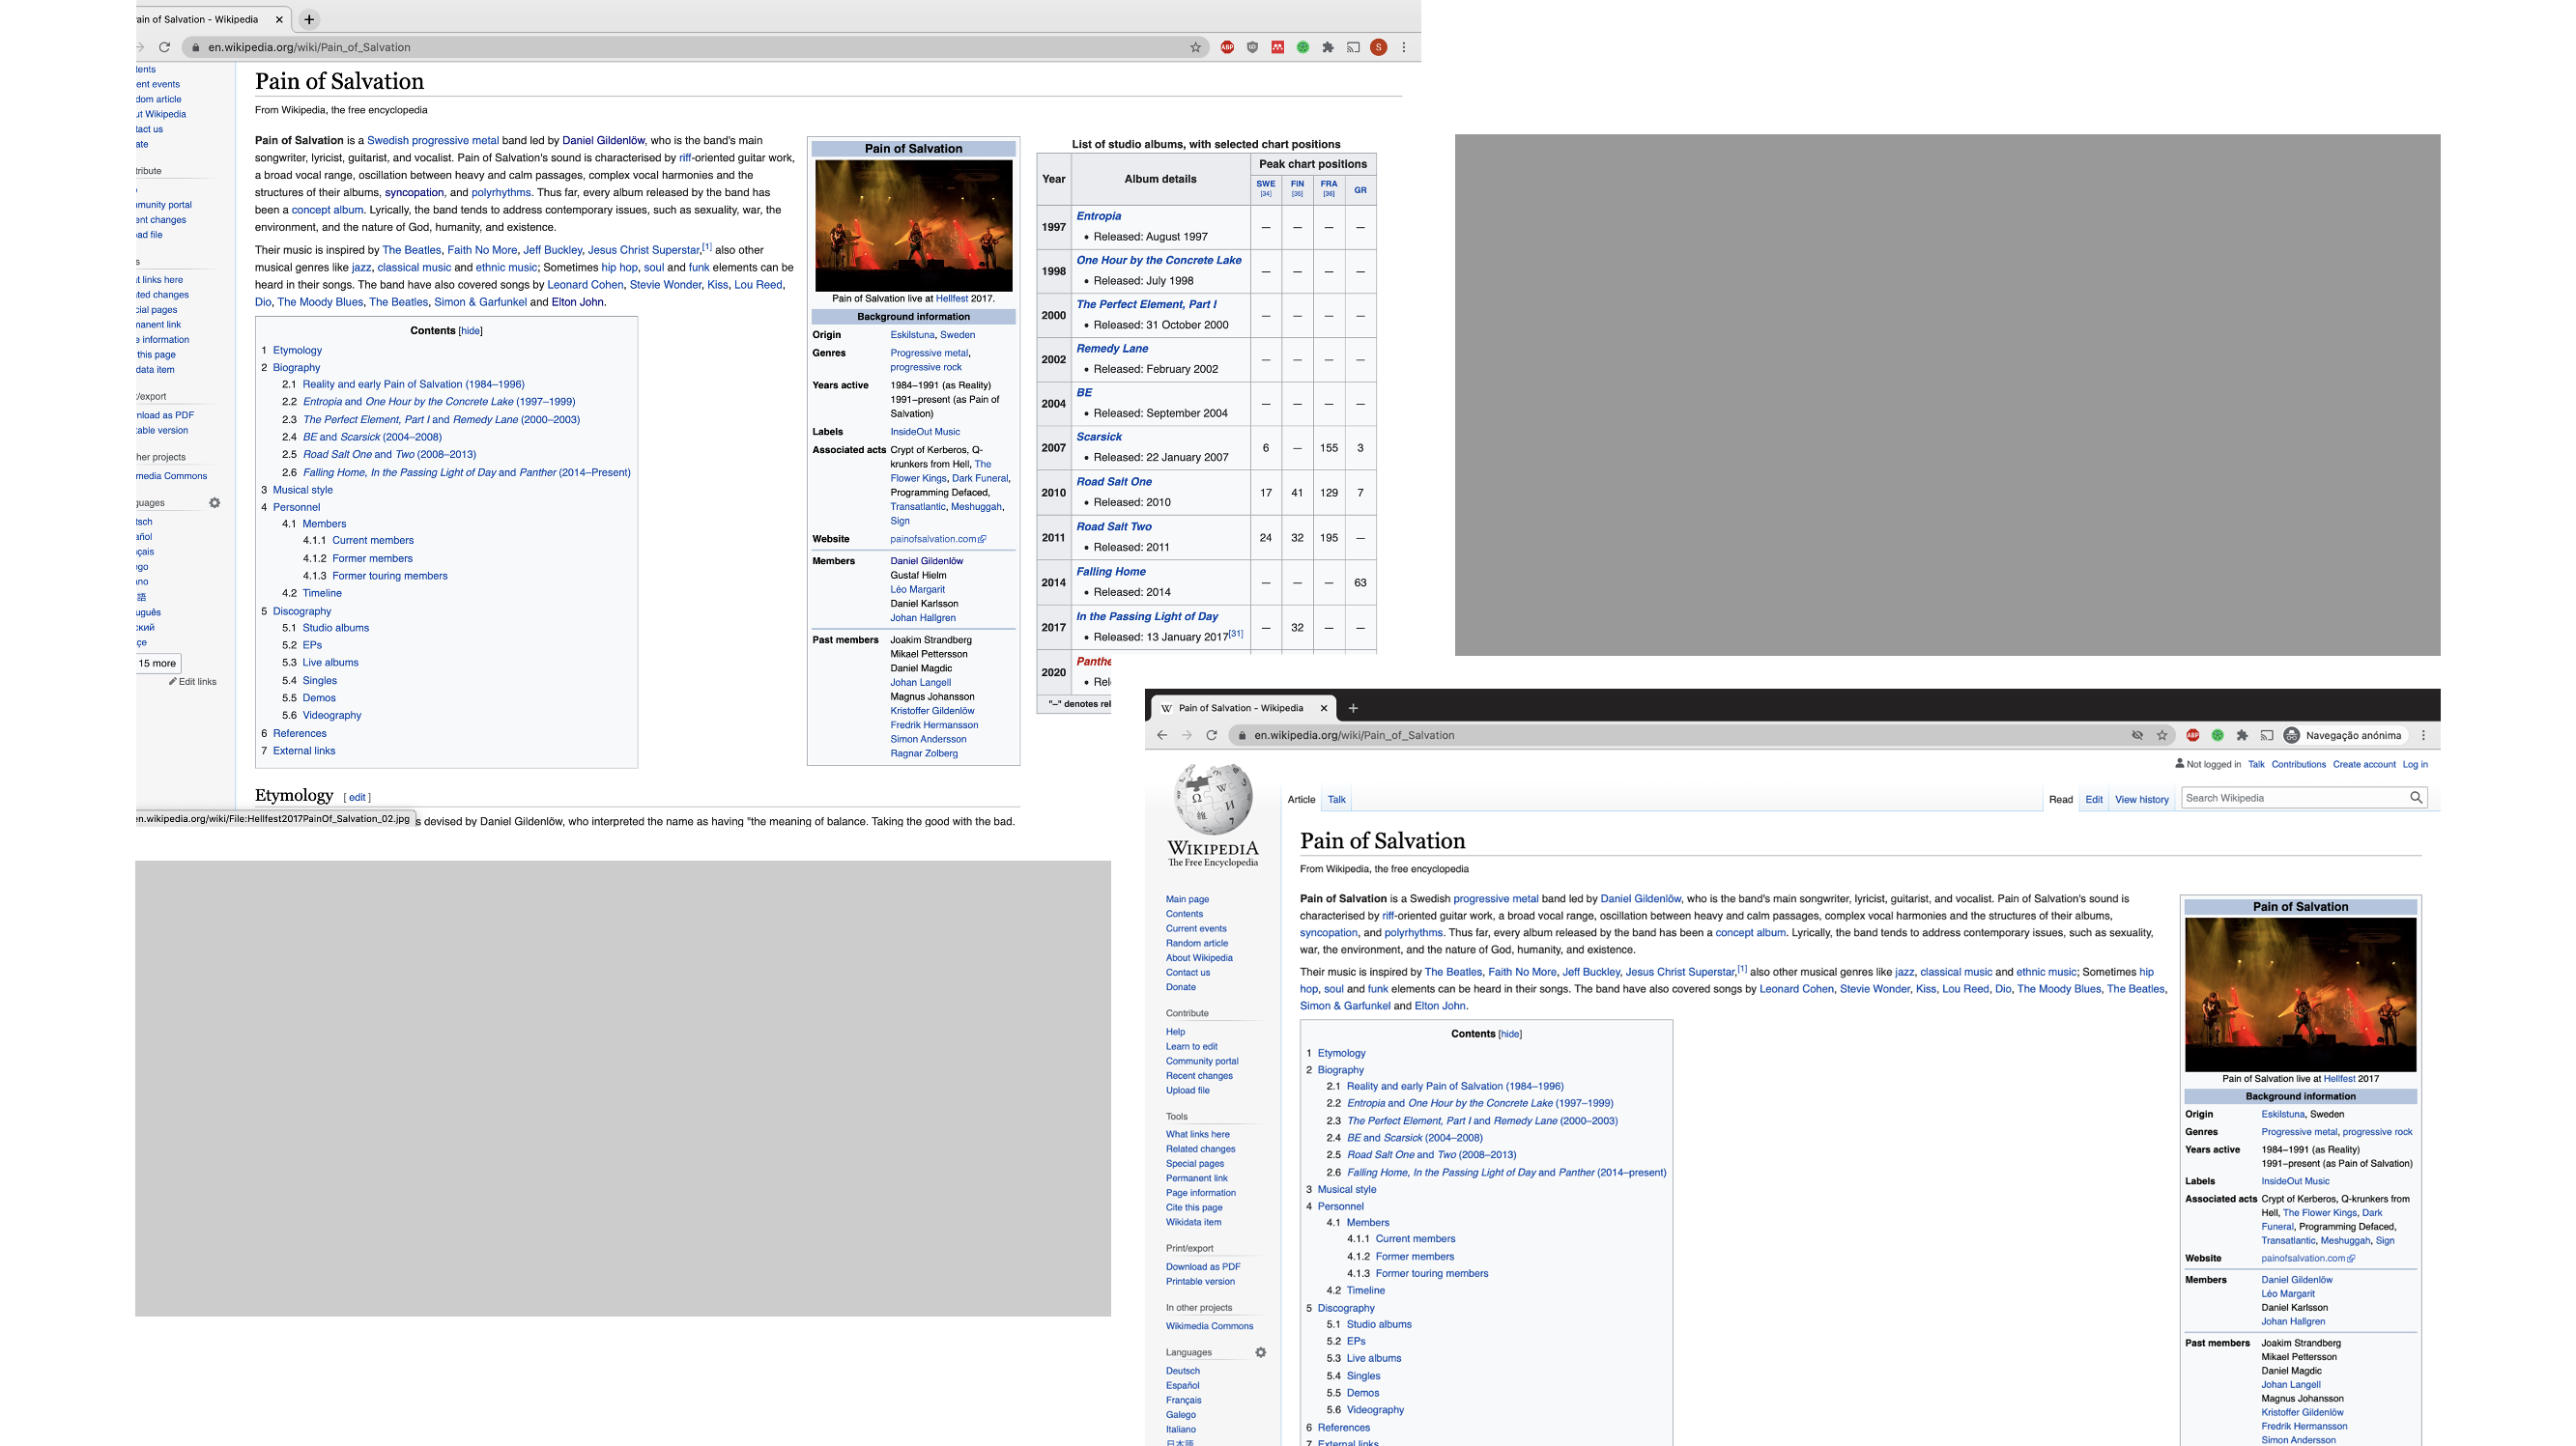 ain of Salvation - Wikipedia
en.wikipedia.org/wiki/Pain_of_Salvation
ABP
S
tents
ent events
dom article
ut Wikipedia
tact us
ate
tribute
munity portal
ent changes
ad file
s
t links here
ated changes
cial pages
manent link
e information
this page
data item
/export
nload as PDF
table version
her projects
media Commons
guages
tsch
añol
çais
ego
ano
語
uguês
ский
çe
15 more
Edit links
Pain of Salvation
From Wikipedia, the free encyclopedia
Pain of Salvation is a Swedish progressive metal band led by Daniel Gildenlöw, who is the band's main
songwriter, lyricist, guitarist, and vocalist. Pain of Salvation's sound is characterised by riff-oriented guitar work,
a broad vocal range, oscillation between heavy and calm passages, complex vocal harmonies and the
structures of their albums, syncopation, and polyrhythms. Thus far, every album released by the band has
been a concept album. Lyrically, the band tends to address contemporary issues, such as sexuality, war, the
environment, and the nature of God, humanity, and existence.
Their music is inspired by The Beatles, Faith No More, Jeff Buckley, Jesus Christ Superstar,[1] also other
musical genres like jazz, classical music and ethnic music; Sometimes hip hop, soul and funk elements can be
heard in their songs. The band have also covered songs by Leonard Cohen, Stevie Wonder, Kiss, Lou Reed,
Dio, The Moody Blues, The Beatles, Simon & Garfunkel and Elton John.
Contents [hide]
1 Etymology
2 Biography
2.1 Reality and early Pain of Salvation (1984–1996)
2.2 Entropia and One Hour by the Concrete Lake (1997–1999)
2.3 The Perfect Element, Part I and Remedy Lane (2000–2003)
2.4 BE and Scarsick (2004–2008)
2.5 Road Salt One and Two (2008–2013)
2.6 Falling Home, In the Passing Light of Day and Panther (2014–Present)
3 Musical style
4 Personnel
4.1 Members
4.1.1 Current members
4.1.2 Former members
4.1.3 Former touring members
4.2 Timeline
5 Discography
5.1 Studio albums
5.2 EPs
5.3 Live albums
5.4 Singles
5.5 Demos
5.6 Videography
6 References
7 External links
Etymology [ edit ]
en.wikipedia.org/wiki/File:Hellfest2017PainOf_Salvation_02.jpg
s devised by Daniel Gildenlöw, who interpreted the name as having "the meaning of balance. Taking the good with the bad.
Pain of Salvation
Pain of Salvation live at Hellfest 2017.
Background information
Origin Eskilstuna, Sweden
Genres Progressive metal,
progressive rock
Years active 1984–1991 (as Reality)
1991–present (as Pain of
Salvation)
Labels InsideOut Music
Associated acts Crypt of Kerberos, Q-
krunkers from Hell, The
Flower Kings, Dark Funeral,
Programming Defaced,
Transatlantic, Meshuggah,
Sign
Website painofsalvation.com
Members Daniel Gildenlöw
Gustaf Hielm
Léo Margarit
Daniel Karlsson
Johan Hallgren
Past members Joakim Strandberg
Mikael Pettersson
Daniel Magdic
Johan Langell
Magnus Johansson
Kristoffer Gildenlöw
Fredrik Hermansson
Simon Andersson
Ragnar Zolberg
List of studio albums, with selected chart positions
Year Album details Peak chart positions
SWE [34] FIN [35] FRA [36] GR
1997 Entropia
• Released: August 1997 — — — —
1998 One Hour by the Concrete Lake
• Released: July 1998 — — — —
2000 The Perfect Element, Part I
• Released: 31 October 2000 — — — —
2002 Remedy Lane
• Released: February 2002 — — — —
2004 BE
• Released: September 2004 — — — —
2007 Scarsick
• Released: 22 January 2007 6 — 155 3
2010 Road Salt One
• Released: 2010 17 41 129 7
2011 Road Salt Two
• Released: 2011 24 32 195 —
2014 Falling Home
• Released: 2014 — — — 63
2017 In the Passing Light of Day
• Released: 13 January 2017[31] — 32 — —
2020 Panthe
• Rel
"–" denotes rel
W Pain of Salvation - Wikipedia
en.wikipedia.org/wiki/Pain_of_Salvation
ABP
Navegação anónima
Not logged in Talk Contributions Create account Log in
Article Talk
Read Edit View history Search Wikipedia
WIKIPEDIA
The Free Encyclopedia
Main page
Contents
Current events
Random article
About Wikipedia
Contact us
Donate
Contribute
Help
Learn to edit
Community portal
Recent changes
Upload file
Tools
What links here
Related changes
Special pages
Permanent link
Page information
Cite this page
Wikidata item
Print/export
Download as PDF
Printable version
In other projects
Wikimedia Commons
Languages
Deutsch
Español
Français
Galego
Italiano
日本語
Pain of Salvation
From Wikipedia, the free encyclopedia
Pain of Salvation is a Swedish progressive metal band led by Daniel Gildenlöw, who is the band's main songwriter, lyricist, guitarist, and vocalist. Pain of Salvation's sound is
characterised by riff-oriented guitar work, a broad vocal range, oscillation between heavy and calm passages, complex vocal harmonies and the structures of their albums,
syncopation, and polyrhythms. Thus far, every album released by the band has been a concept album. Lyrically, the band tends to address contemporary issues, such as sexuality,
war, the environment, and the nature of God, humanity, and existence.
Their music is inspired by The Beatles, Faith No More, Jeff Buckley, Jesus Christ Superstar,[1] also other musical genres like jazz, classical music and ethnic music; Sometimes hip
hop, soul and funk elements can be heard in their songs. The band have also covered songs by Leonard Cohen, Stevie Wonder, Kiss, Lou Reed, Dio, The Moody Blues, The Beatles,
Simon & Garfunkel and Elton John.
Contents [hide]
1 Etymology
2 Biography
2.1 Reality and early Pain of Salvation (1984–1996)
2.2 Entropia and One Hour by the Concrete Lake (1997–1999)
2.3 The Perfect Element, Part I and Remedy Lane (2000–2003)
2.4 BE and Scarsick (2004–2008)
2.5 Road Salt One and Two (2008–2013)
2.6 Falling Home, In the Passing Light of Day and Panther (2014–present)
3 Musical style
4 Personnel
4.1 Members
4.1.1 Current members
4.1.2 Former members
4.1.3 Former touring members
4.2 Timeline
5 Discography
5.1 Studio albums
5.2 EPs
5.3 Live albums
5.4 Singles
5.5 Demos
5.6 Videography
6 References
7 External links
Pain of Salvation
Pain of Salvation live at Hellfest 2017
Background information
Origin Eskilstuna, Sweden
Genres Progressive metal, progressive rock
Years active 1984–1991 (as Reality)
1991–present (as Pain of Salvation)
Labels InsideOut Music
Associated acts Crypt of Kerberos, Q-krunkers from
Hell, The Flower Kings, Dark
Funeral, Programming Defaced,
Transatlantic, Meshuggah, Sign
Website painofsalvation.com
Members Daniel Gildenlöw
Léo Margarit
Daniel Karlsson
Johan Hallgren
Past members Joakim Strandberg
Mikael Pettersson
Daniel Magdic
Johan Langell
Magnus Johansson
Kristoffer Gildenlöw
Fredrik Hermansson
Simon Andersson